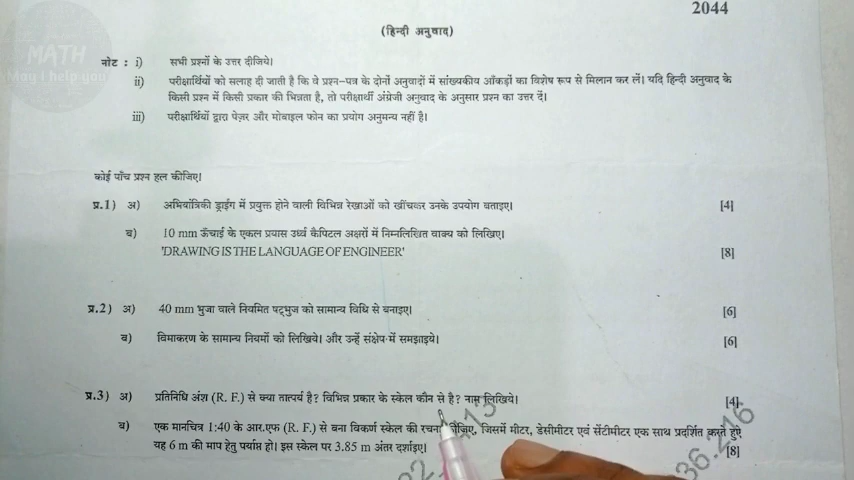 2044
MATH
May I help you
(हिन्दी अनुवाद)
नोट : i) सभी प्रश्नों के उत्तर दीजिये।
ii) परीक्षार्थियों को सलाह दी जाती है कि वे प्रश्न-पत्र के दोनों अनुवादों में सांख्यकीय आँकड़ों का विशेष रूप से मिलान कर लें। यदि हिन्दी अनुवाद के
किसी प्रश्न में किसी प्रकार की भिन्नता है, तो परीक्षार्थी अंग्रेजी अनुवाद के अनुसार प्रश्न का उत्तर दें।
iii) परीक्षार्थियों द्वारा पेज़र और मोबाइल फोन का प्रयोग अनुमन्य नहीं है।
कोई पाँच प्रश्न हल कीजिए।
प्र.1) अ) अभियांत्रिकी ड्राईंग में प्रयुक्त होने वाली विभिन्न रेखाओं को खींचकर उनके उपयोग बताइए। [4]
ब) 10 mm ऊँचाई के एकल प्रयास उर्ध्व कैपिटल अक्षरों में निम्नलिखित वाक्य को लिखिए।
'DRAWING IS THE LANGUAGE OF ENGINEER' [8]
प्र.2) अ) 40 mm भुजा वाले नियमित षट्भुज को सामान्य विधि से बनाइए। [6]
ब) विमाकरण के सामान्य नियमों को लिखिये। और उन्हें संक्षेप में समझाइये। [6]
प्र.3) अ) प्रतिनिधि अंश (R. F.) से क्या तात्पर्य है? विभिन्न प्रकार के स्केल कौन से है? नाम लिखिये। [4]
ब) एक मानचित्र 1:40 के आर.एफ (R. F.) से बना विकर्ण स्केल की रचना कीजिए, जिसमें मीटर, डेसीमीटर एवं सेंटीमीटर एक साथ प्रदर्शित करते हुऐ
यह 6 m की माप हेतु पर्याप्त हो। इस स्केल पर 3.85 m अंतर दर्शाइए। [8]